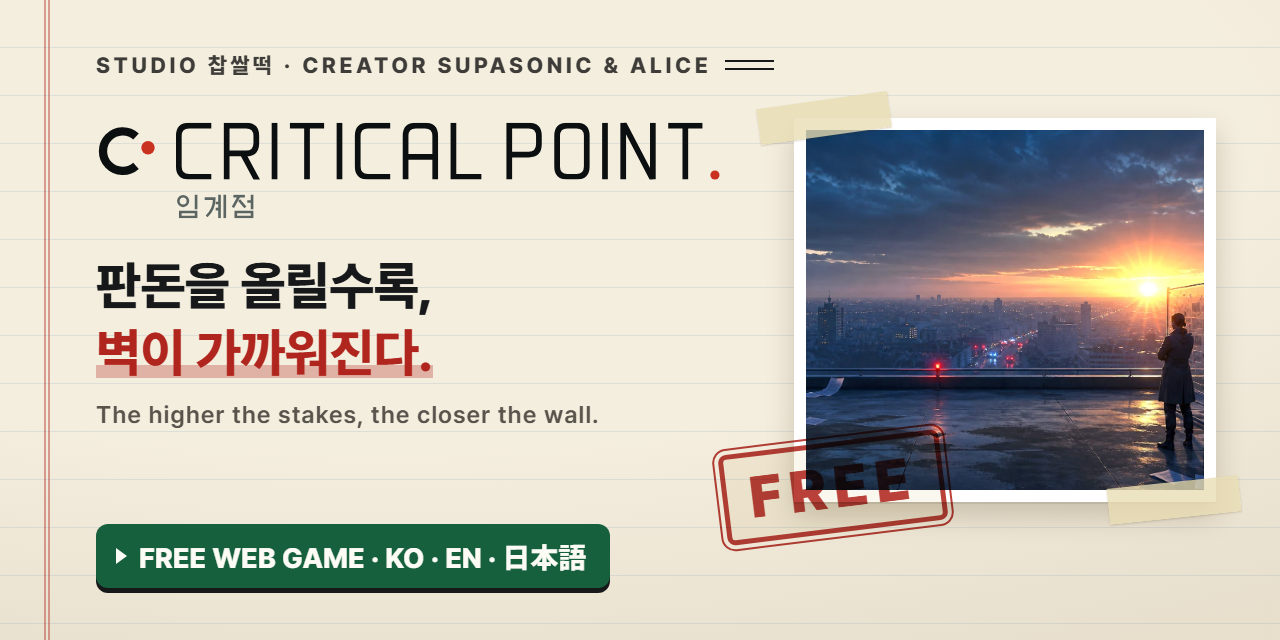 STUDIO 찹쌀떡 · CREATOR SUPASONIC & ALICE
C· CRITICAL POINT.
임계점
판돈을 올릴수록,
벽이 가까워진다.
The higher the stakes, the closer the wall.
FREE
FREE WEB GAME · KO · EN · 日本語